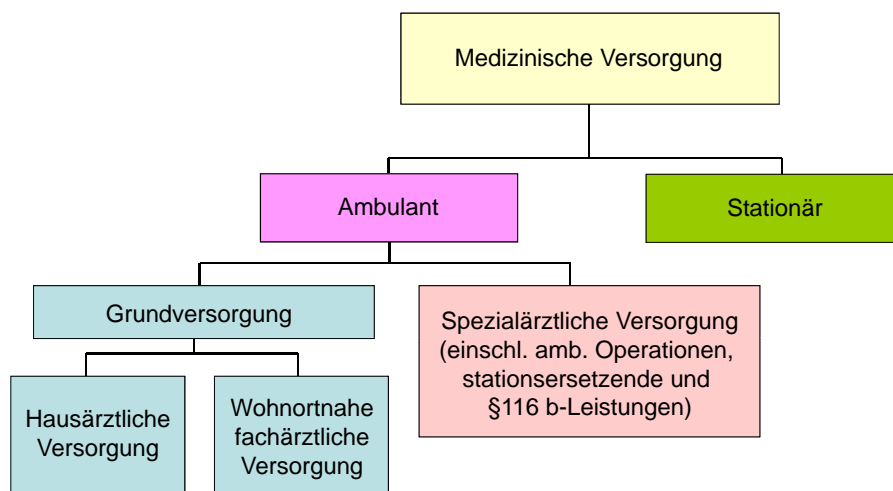 Medizinische Versorgung
Ambulant
Stationär
Grundversorgung
Spezialärztliche Versorgung
(einschl. amb. Operationen,
stationsersetzende und
§116 b-Leistungen)
Hausärztliche
Versorgung
Wohnortnahe
fachärztliche
Versorgung